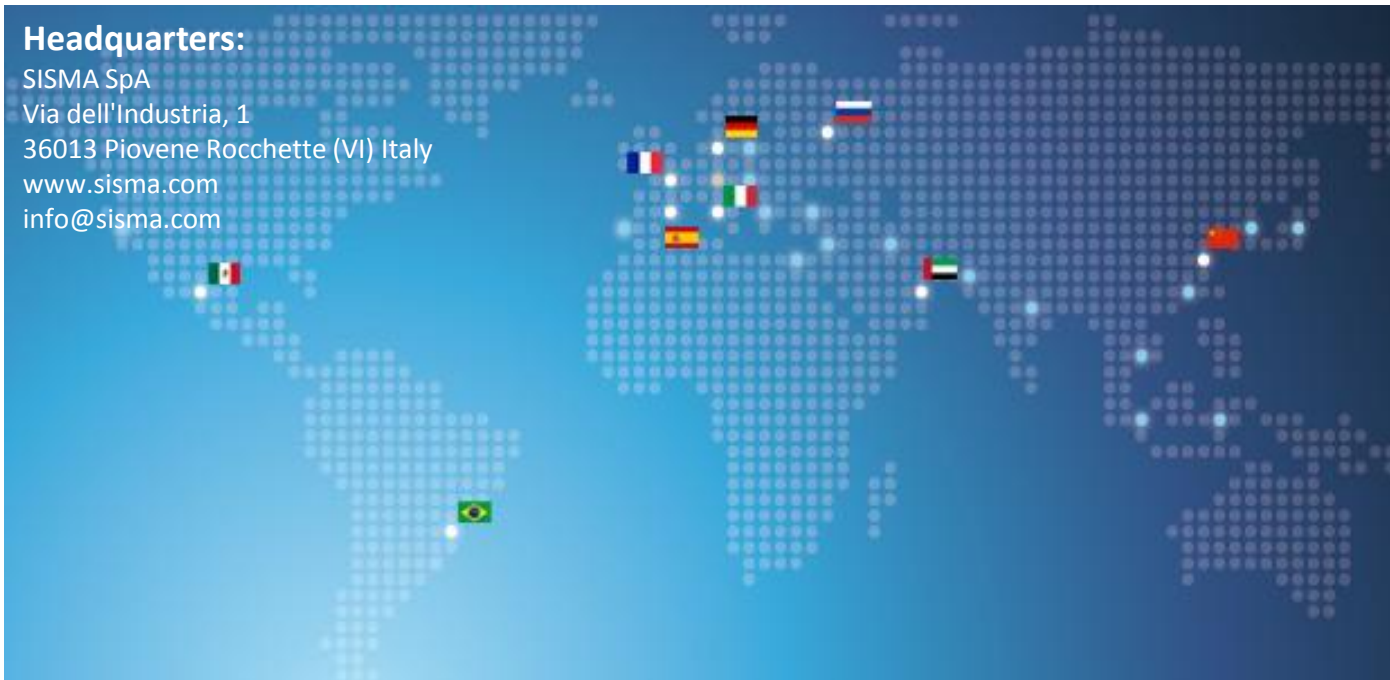 Headquarters:
SISMA SpA
Via dell'Industria, 1
36013 Piovene Rocchette (VI) Italy
www.sisma.com
info@sisma.com